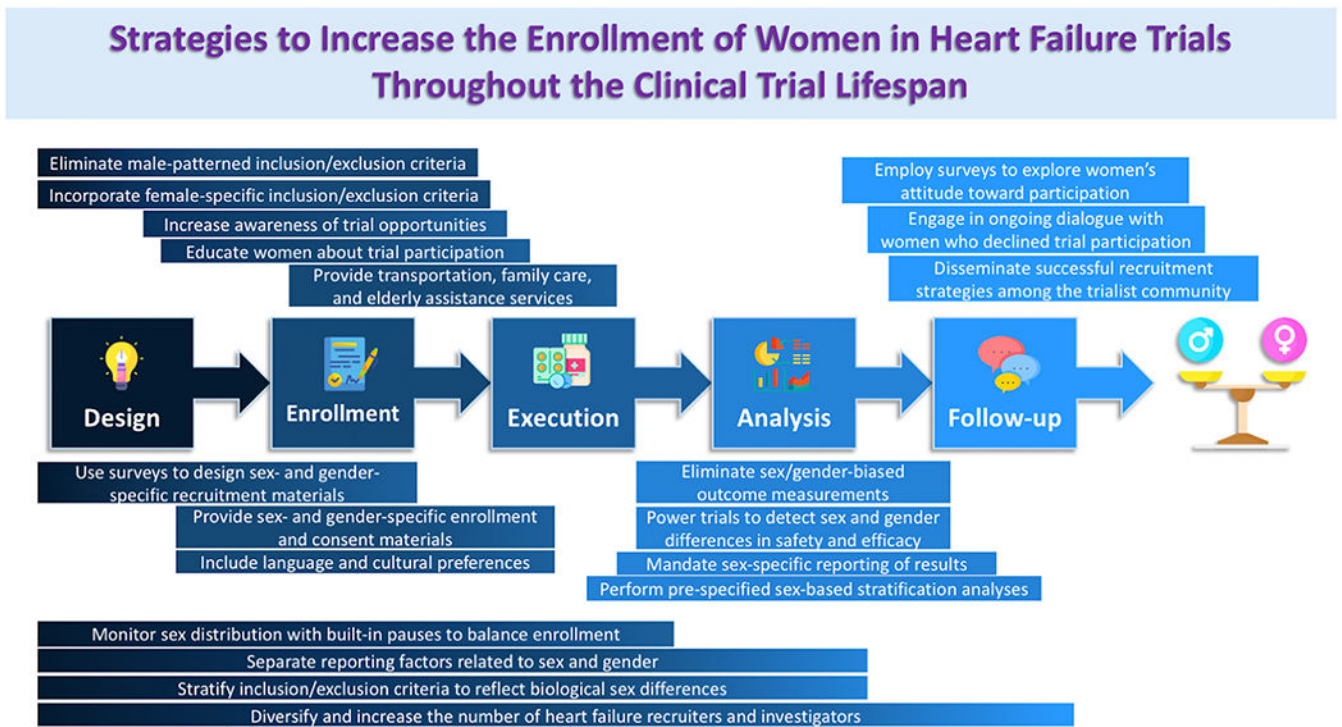 Strategies to Increase the Enrollment of Women in Heart Failure Trials
Throughout the Clinical Trial Lifespan
Eliminate male-patterned inclusion/exclusion criteria
Incorporate female-specific inclusion/exclusion criteria
Increase awareness of trial opportunities
Educate women about trial participation
Provide transportation, family care,
and elderly assistance services
Employ surveys to explore women's
attitude toward participation
Engage in ongoing dialogue with
women who declined trial participation
Disseminate successful recruitment
strategies among the trialist community
Design
Enrollment
Execution
Analysis
Follow-up
Use surveys to design sex- and gender-
specific recruitment materials
Provide sex- and gender-specific enrollment
and consent materials
Include language and cultural preferences
Eliminate sex/gender-biased
outcome measurements
Power trials to detect sex and gender
differences in safety and efficacy
Mandate sex-specific reporting of results
Perform pre-specified sex-based stratification analyses
Monitor sex distribution with built-in pauses to balance enrollment
Separate reporting factors related to sex and gender
Stratify inclusion/exclusion criteria to reflect biological sex differences
Diversify and increase the number of heart failure recruiters and investigators